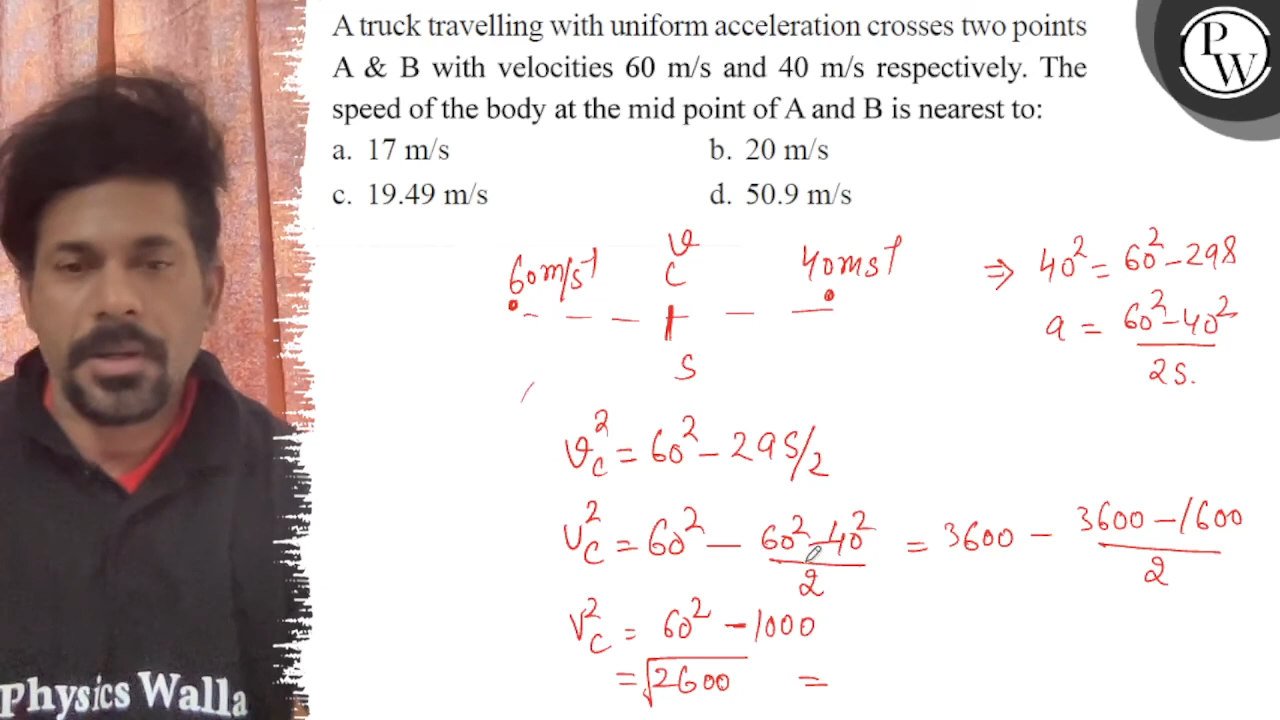 A truck travelling with uniform acceleration crosses two points
A & B with velocities 60 m/s and 40 m/s respectively. The
speed of the body at the mid point of A and B is nearest to:
a. 17 m/s b. 20 m/s
c. 19.49 m/s d. 50.9 m/s
PW
60m/s⁻¹ v 40ms⁻¹
C
S
⇒ 40² = 60² - 2as
a = (60² - 40²)/2s.
v_c² = 60² - 2a s/2
v_c² = 60² - (60² - 40²)/2 = 3600 - (3600 - 1600)/2
v_c² = 60² - 1000
= √2600 =
Physics Walla